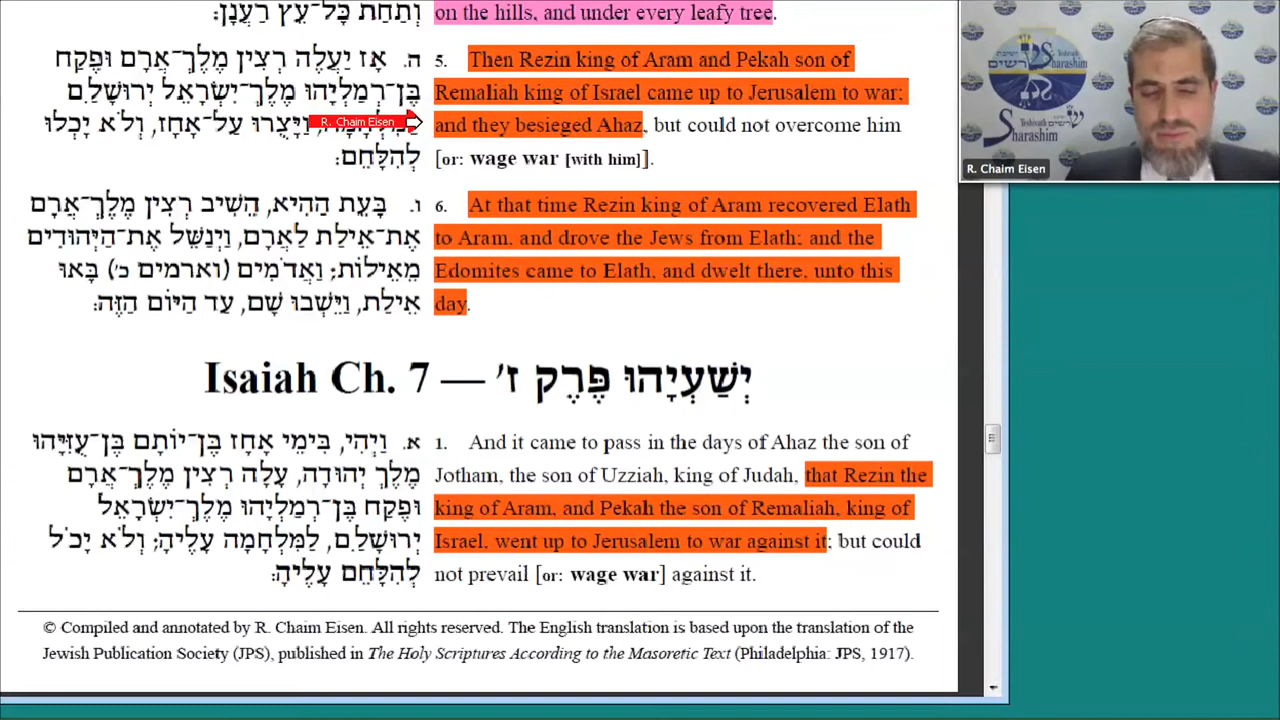 וְתַחַת כָּל־עֵץ רַעֲנָן׃
on the hills, and under every leafy tree.
ה. אָז יַעֲלֶה רְצִין מֶלֶךְ־אֲרָם וּפֶקַח
בֶּן־רְמַלְיָהוּ מֶלֶךְ־יִשְׂרָאֵל יְרוּשָׁלַ‍ִם
וַיָּצֻרוּ עַל־אָחָז, וְלֹא יָכְלוּ
לְהִלָּחֵם׃
5. Then Rezin king of Aram and Pekah son of
Remaliah king of Israel came up to Jerusalem to war;
and they besieged Ahaz, but could not overcome him
[or: wage war [with him]].
R. Chaim Eisen
ו. בָּעֵת הַהִיא, הֵשִׁיב רְצִין מֶלֶךְ־אֲרָם
אֶת־אֵילַת לַאֲרָם, וַיְנַשֵּׁל אֶת־הַיְּהוּדִים
מֵאֵילוֹת; וַאֲדֹמִים (וארמים כ׳) בָּאוּ
אֵילַת, וַיֵּשְׁבוּ שָׁם, עַד הַיּוֹם הַזֶּה׃
6. At that time Rezin king of Aram recovered Elath
to Aram, and drove the Jews from Elath; and the
Edomites came to Elath, and dwelt there, unto this
day.
Isaiah Ch. 7 — יְשַׁעְיָהוּ פֶּרֶק ז׳
א. וַיְהִי, בִּימֵי אָחָז בֶּן־יוֹתָם בֶּן־עֻזִּיָּהוּ
מֶלֶךְ יְהוּדָה, עָלָה רְצִין מֶלֶךְ־אֲרָם
וּפֶקַח בֶּן־רְמַלְיָהוּ מֶלֶךְ־יִשְׂרָאֵל
יְרוּשָׁלַ‍ִם, לַמִּלְחָמָה עָלֶיהָ; וְלֹא יָכֹל
לְהִלָּחֵם עָלֶיהָ׃
1. And it came to pass in the days of Ahaz the son of
Jotham, the son of Uzziah, king of Judah, that Rezin the
king of Aram, and Pekah the son of Remaliah, king of
Israel, went up to Jerusalem to war against it; but could
not prevail [or: wage war] against it.
© Compiled and annotated by R. Chaim Eisen. All rights reserved. The English translation is based upon the translation of the
Jewish Publication Society (JPS), published in The Holy Scriptures According to the Masoretic Text (Philadelphia: JPS, 1917).
Yeshivath
Sharashim
R. Chaim Eisen